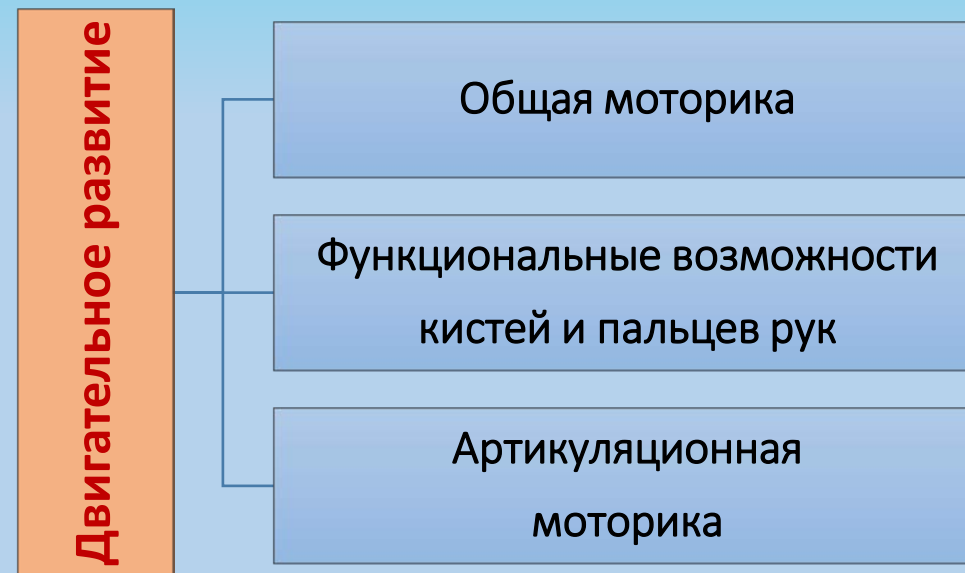 Двигательное развитие
Общая моторика
Функциональные возможности
кистей и пальцев рук
Артикуляционная
моторика